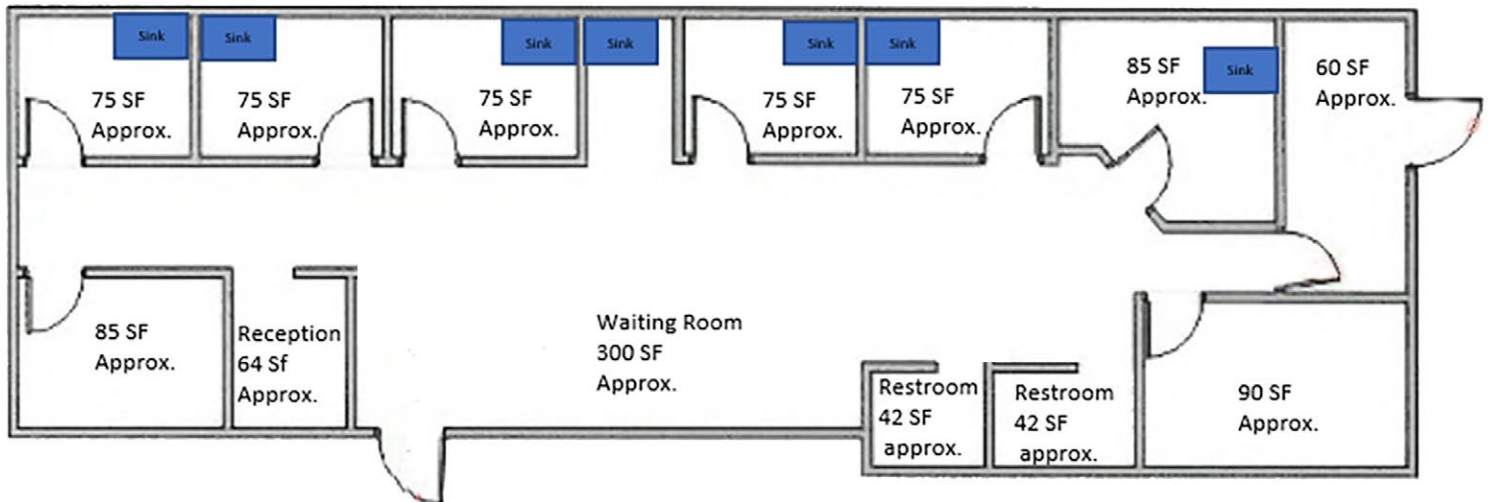 Sink
Sink
Sink
Sink
Sink
Sink
Sink
75 SF
Approx.
75 SF
Approx.
75 SF
Approx.
75 SF
Approx.
75 SF
Approx.
85 SF
Approx.
60 SF
Approx.
85 SF
Approx.
Reception
64 Sf
Approx.
Waiting Room
300 SF
Approx.
Restroom
42 SF
approx.
Restroom
42 SF
approx.
90 SF
Approx.